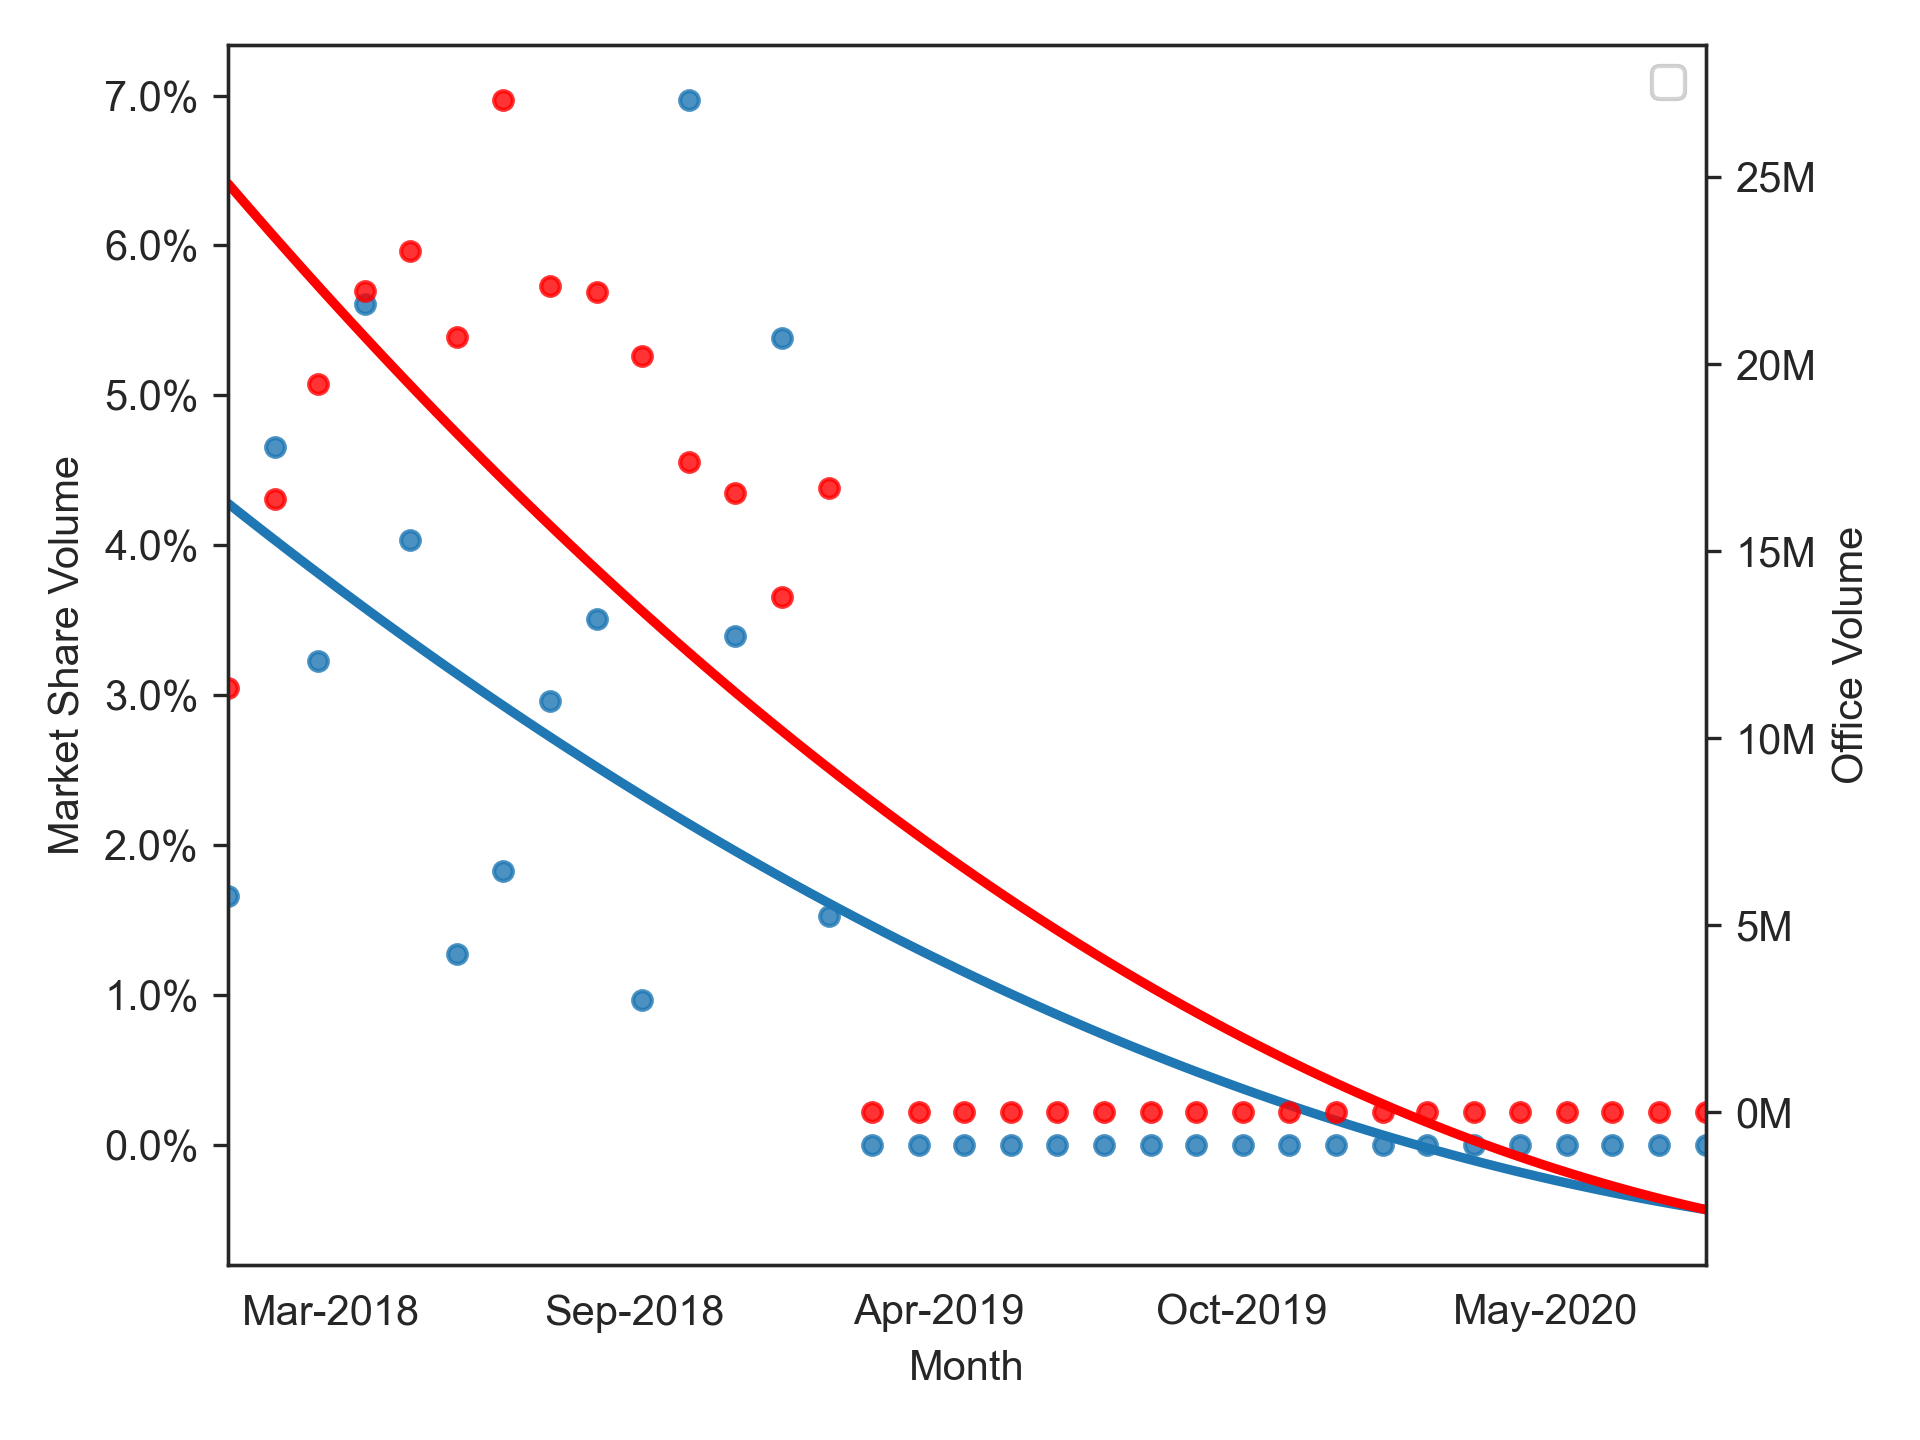 7.0%
6.0%
5.0%
4.0%
3.0%
2.0%
1.0%
0.0%
Market Share Volume
25M
20M
15M
10M
5M
0M
Office Volume
Mar-2018
Sep-2018
Apr-2019
Oct-2019
May-2020
Month